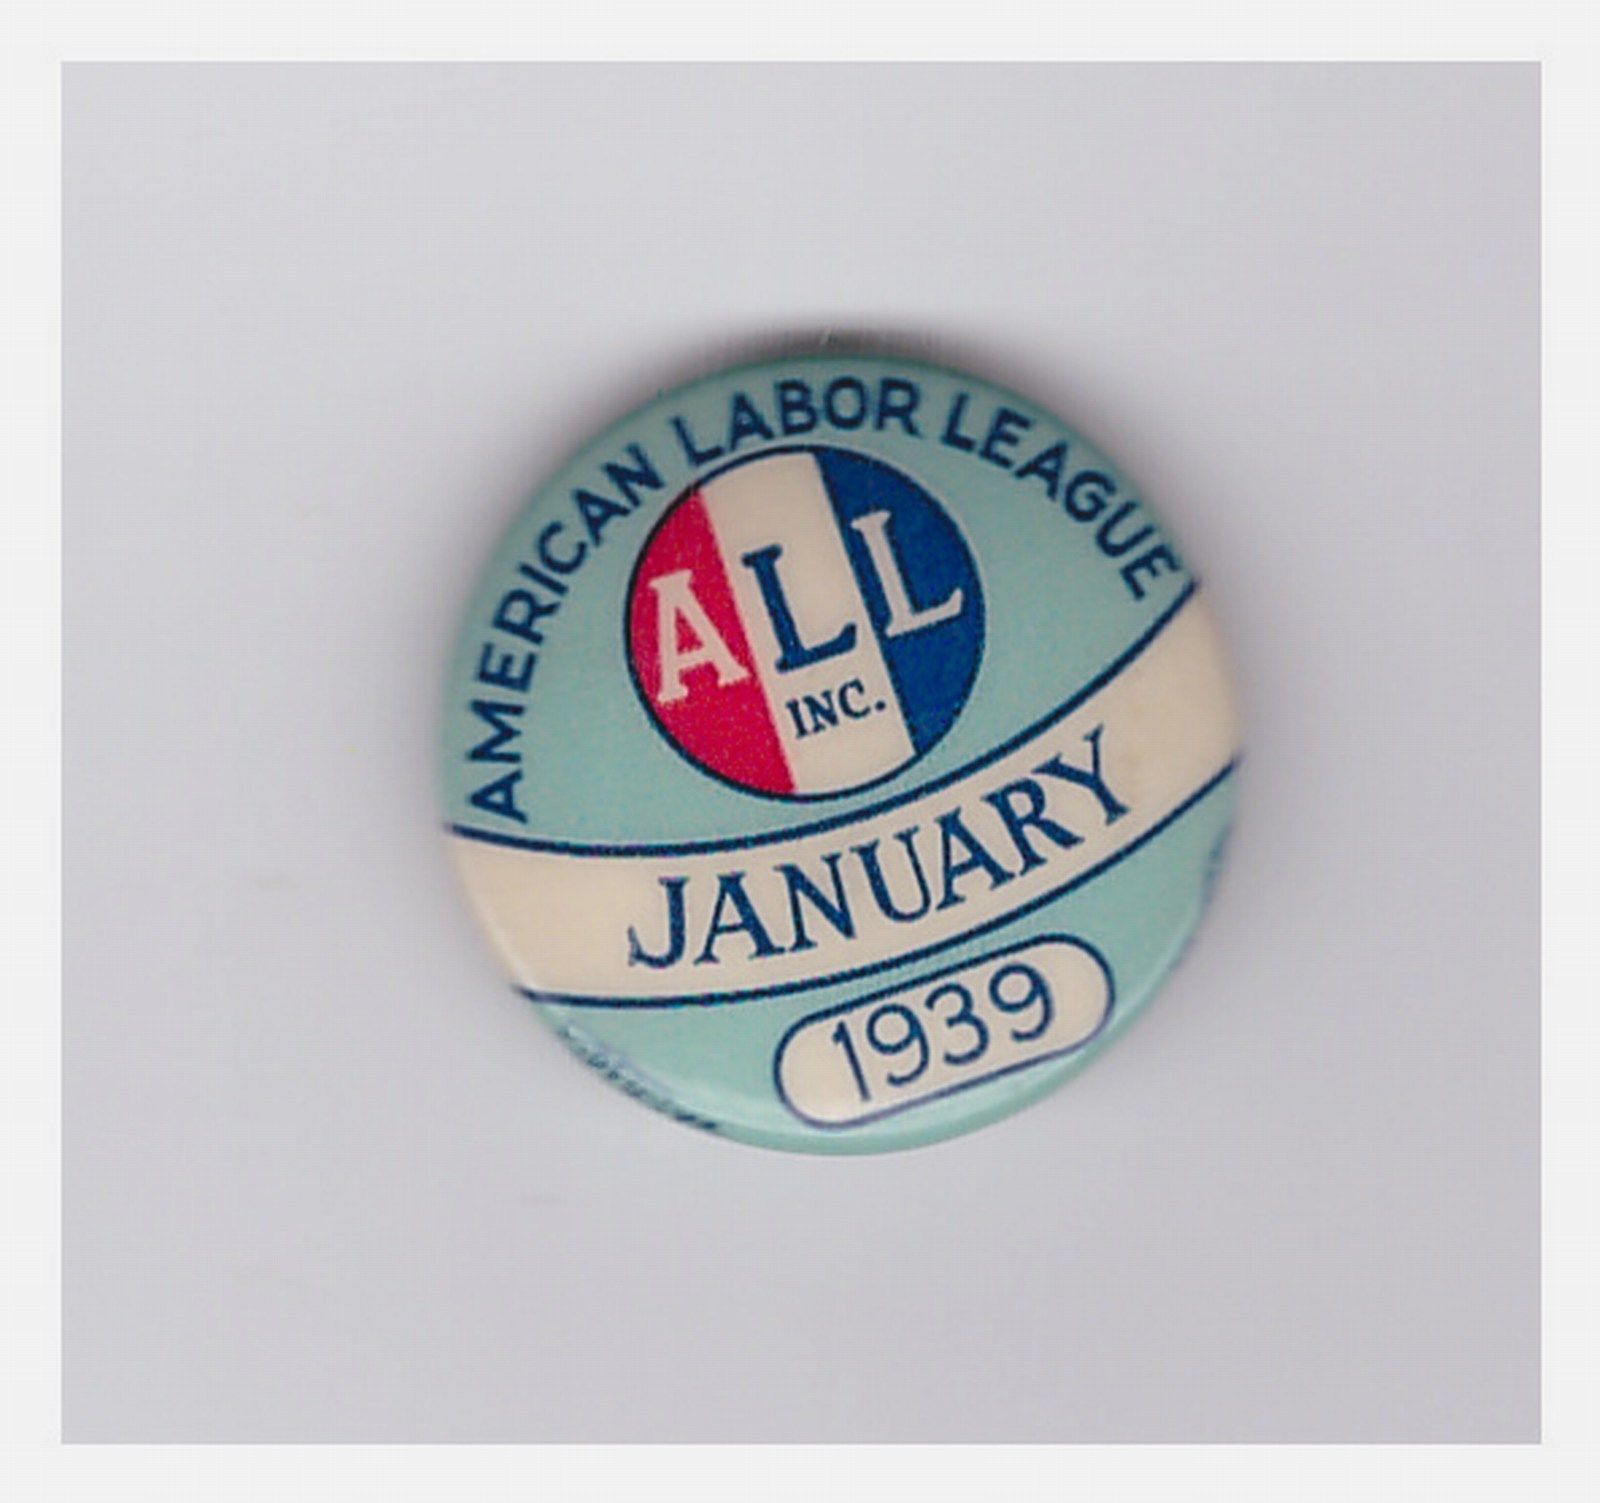 AMERICAN LABOR LEAGUE
ALL
INC.
JANUARY
1939